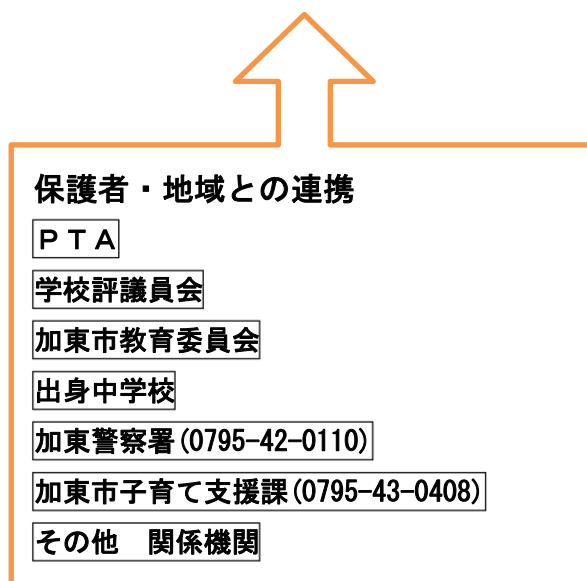 保護者・地域との連携
ＰＴＡ
学校評議員会
加東市教育委員会
出身中学校
加東警察署(0795-42-0110)
加東市子育て支援課(0795-43-0408)
その他　関係機関